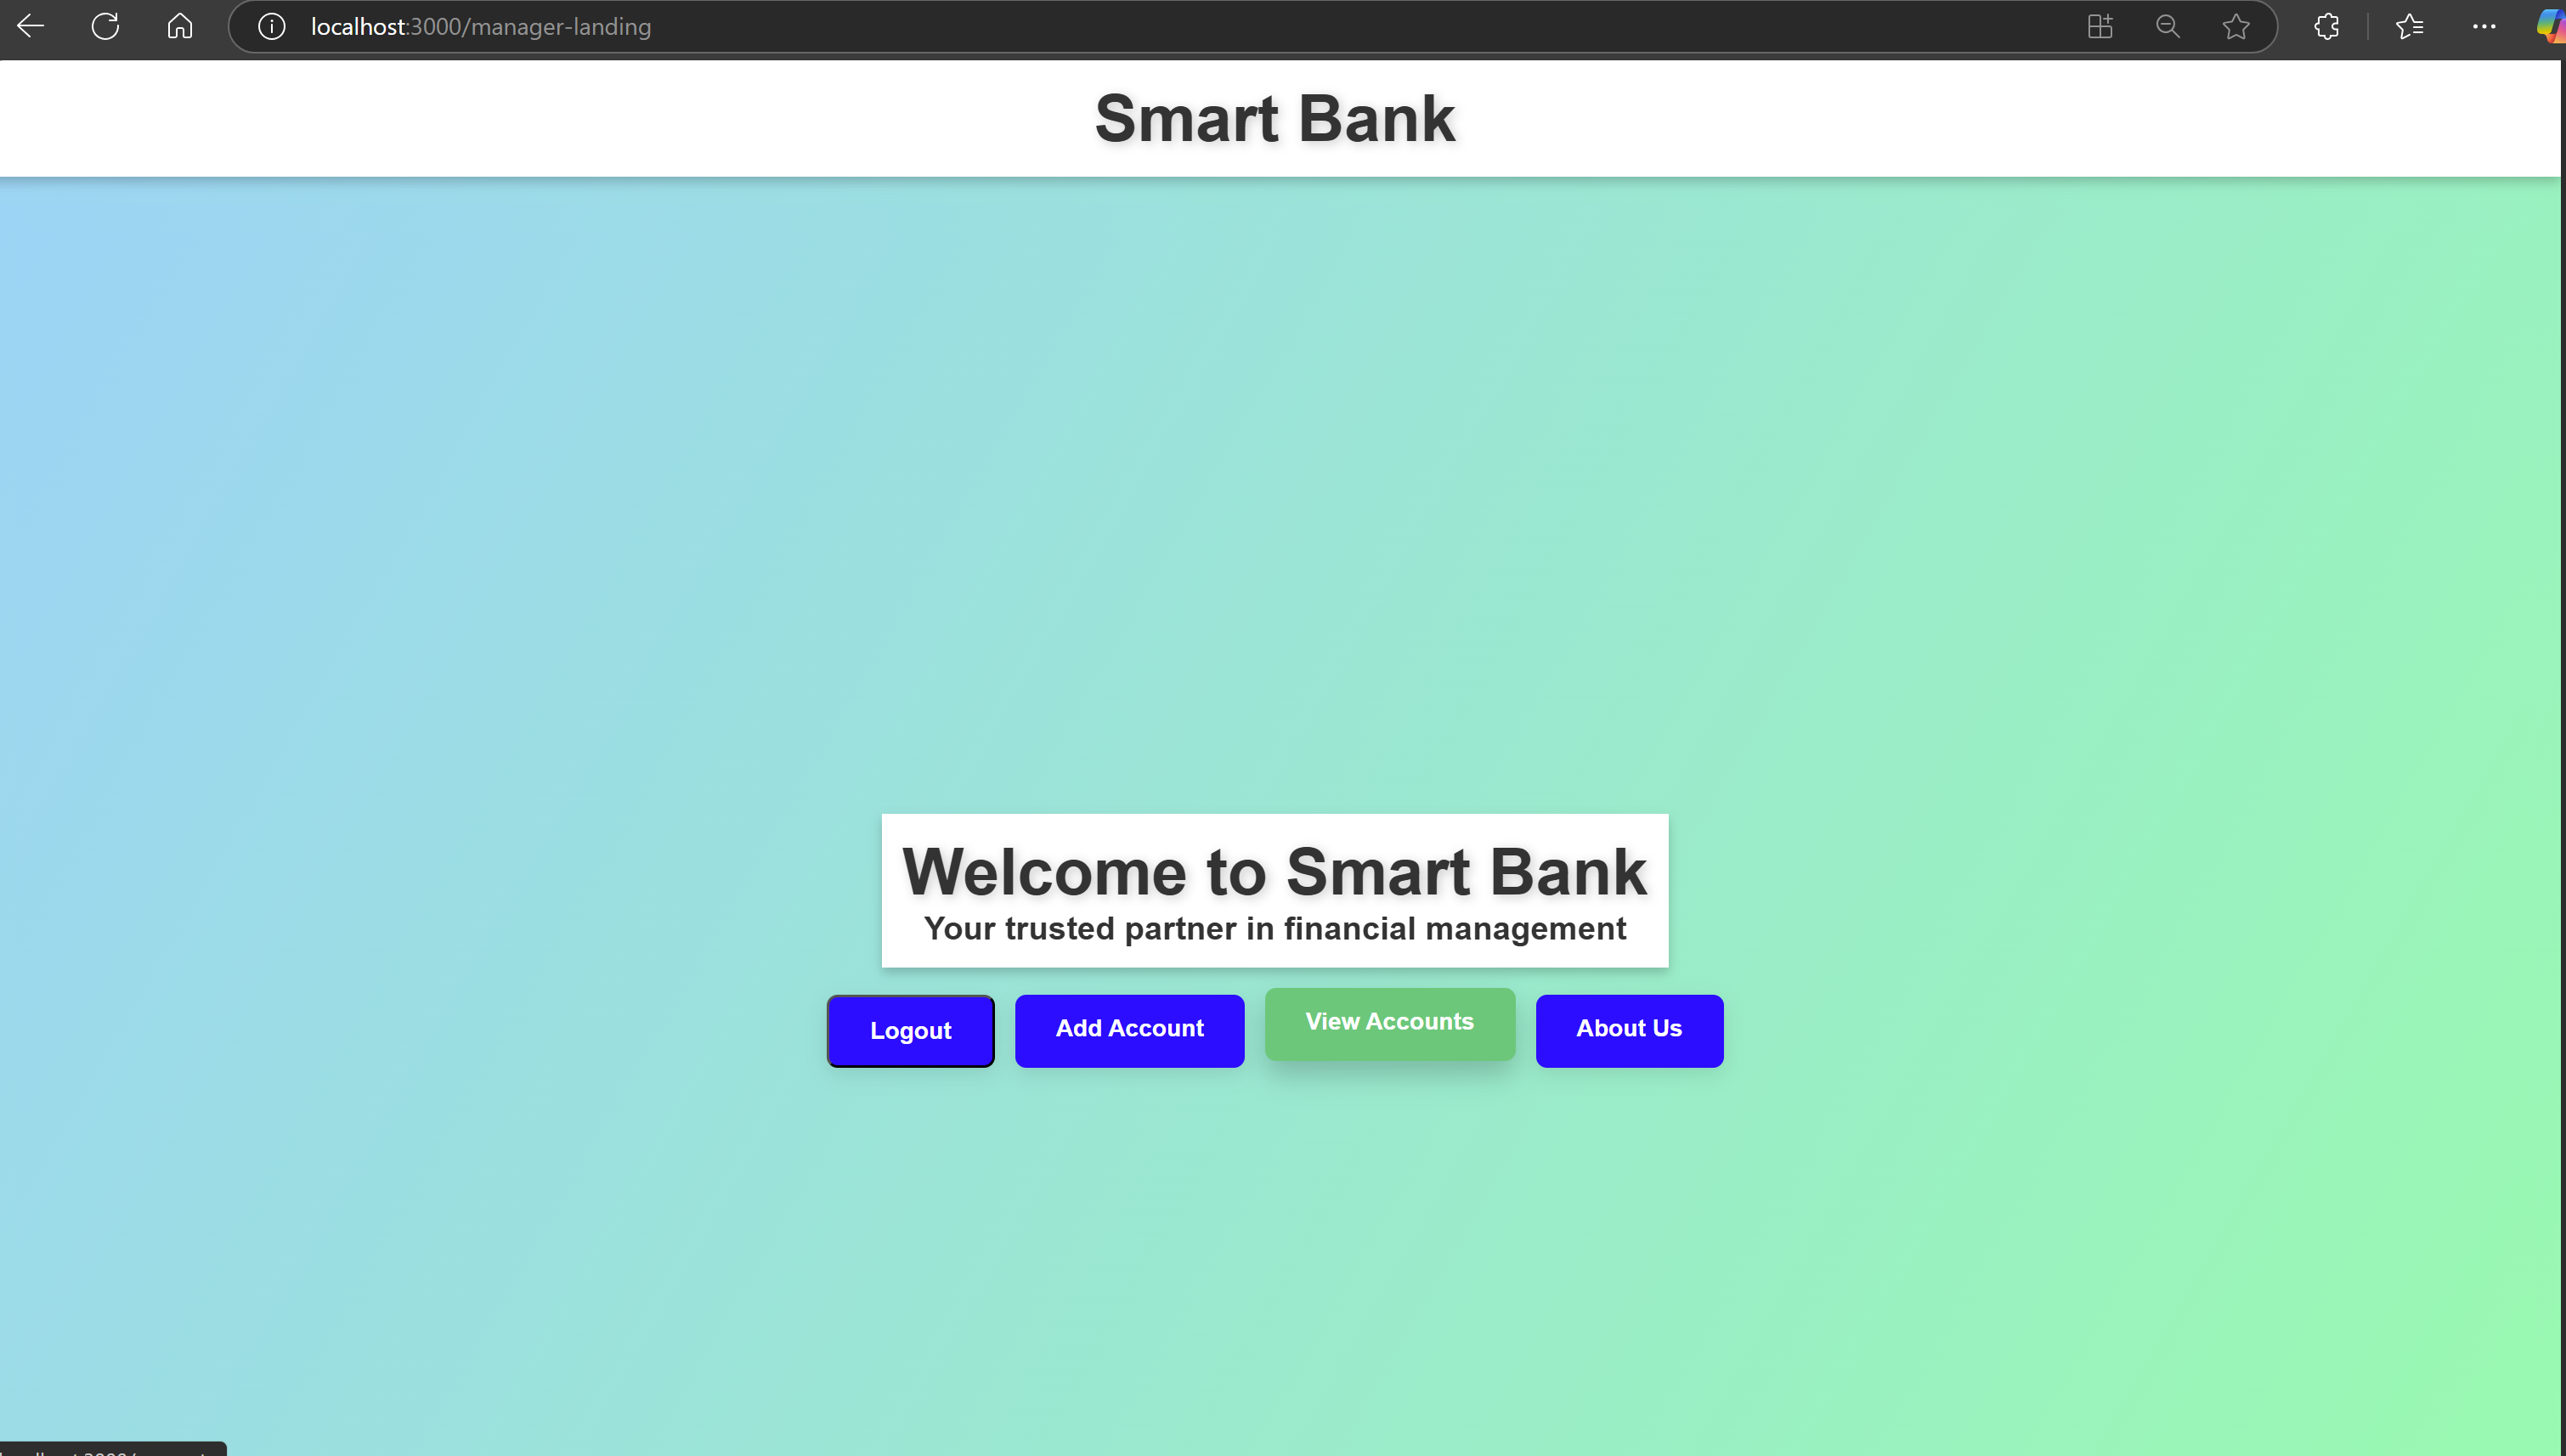 localhost:3000/manager-landing
Smart Bank
Welcome to Smart Bank
Your trusted partner in financial management
Logout
Add Account
View Accounts
About Us